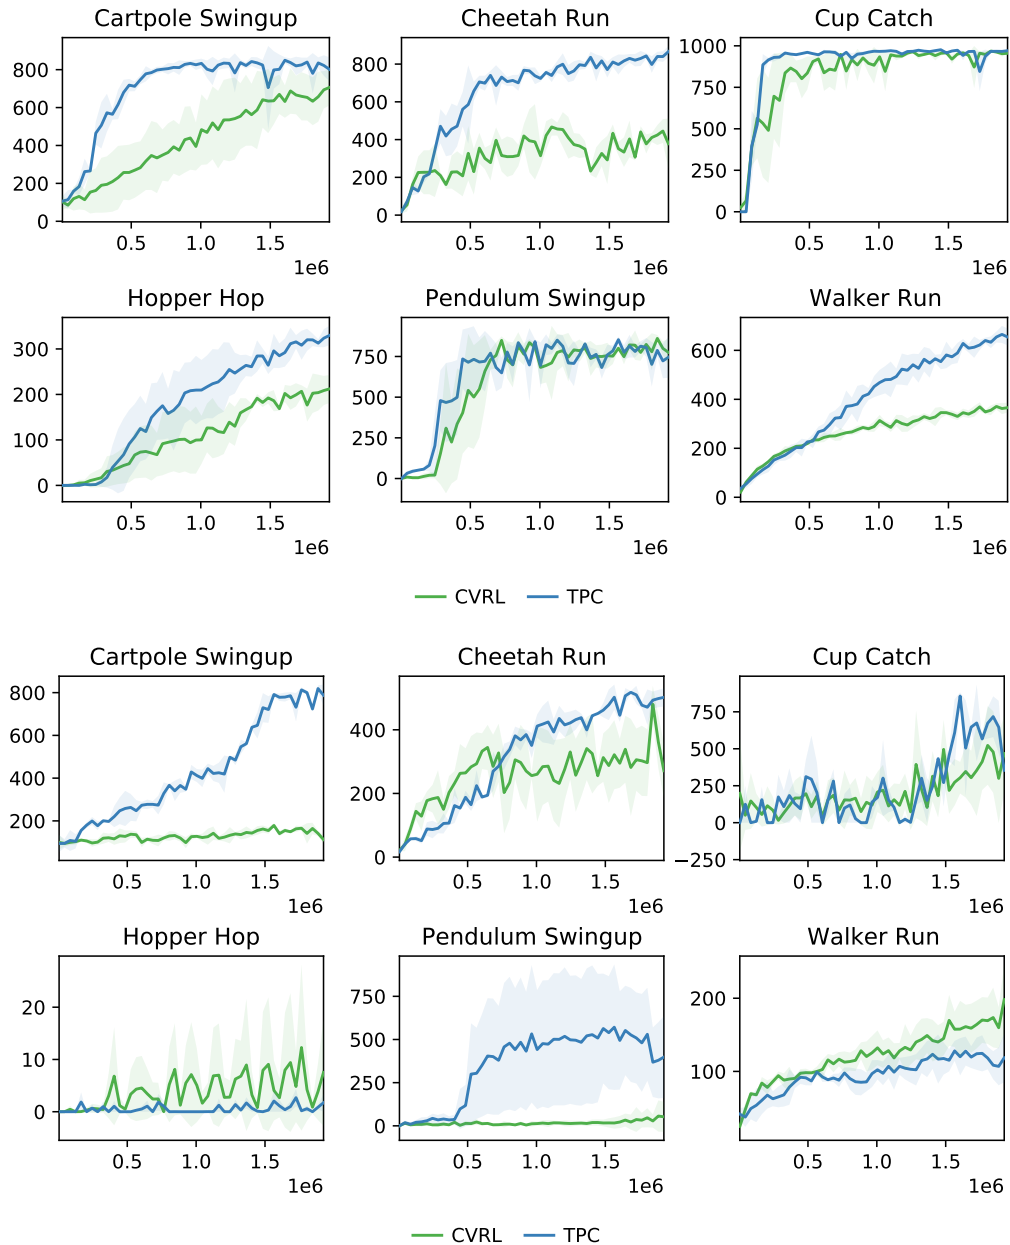 Cartpole Swingup Cheetah Run Cup Catch
800 800 1000
600 600 750
400 400 500
200 200 250
0 0 0
0.5 1.0 1.5 0.5 1.0 1.5 0.5 1.0 1.5
1e6 1e6 1e6
Hopper Hop Pendulum Swingup Walker Run
300 750 600
200 500 400
100 250 200
0 0 0
0.5 1.0 1.5 0.5 1.0 1.5 0.5 1.0 1.5
1e6 1e6 1e6
CVRL TPC
Cartpole Swingup Cheetah Run Cup Catch
800 400 750
600 200 500
400 0 250
200 0
−250
0.5 1.0 1.5 0.5 1.0 1.5 0.5 1.0 1.5
1e6 1e6 1e6
Hopper Hop Pendulum Swingup Walker Run
20 750 200
10 500 100
0 250
0
0.5 1.0 1.5 0.5 1.0 1.5 0.5 1.0 1.5
1e6 1e6 1e6
CVRL TPC